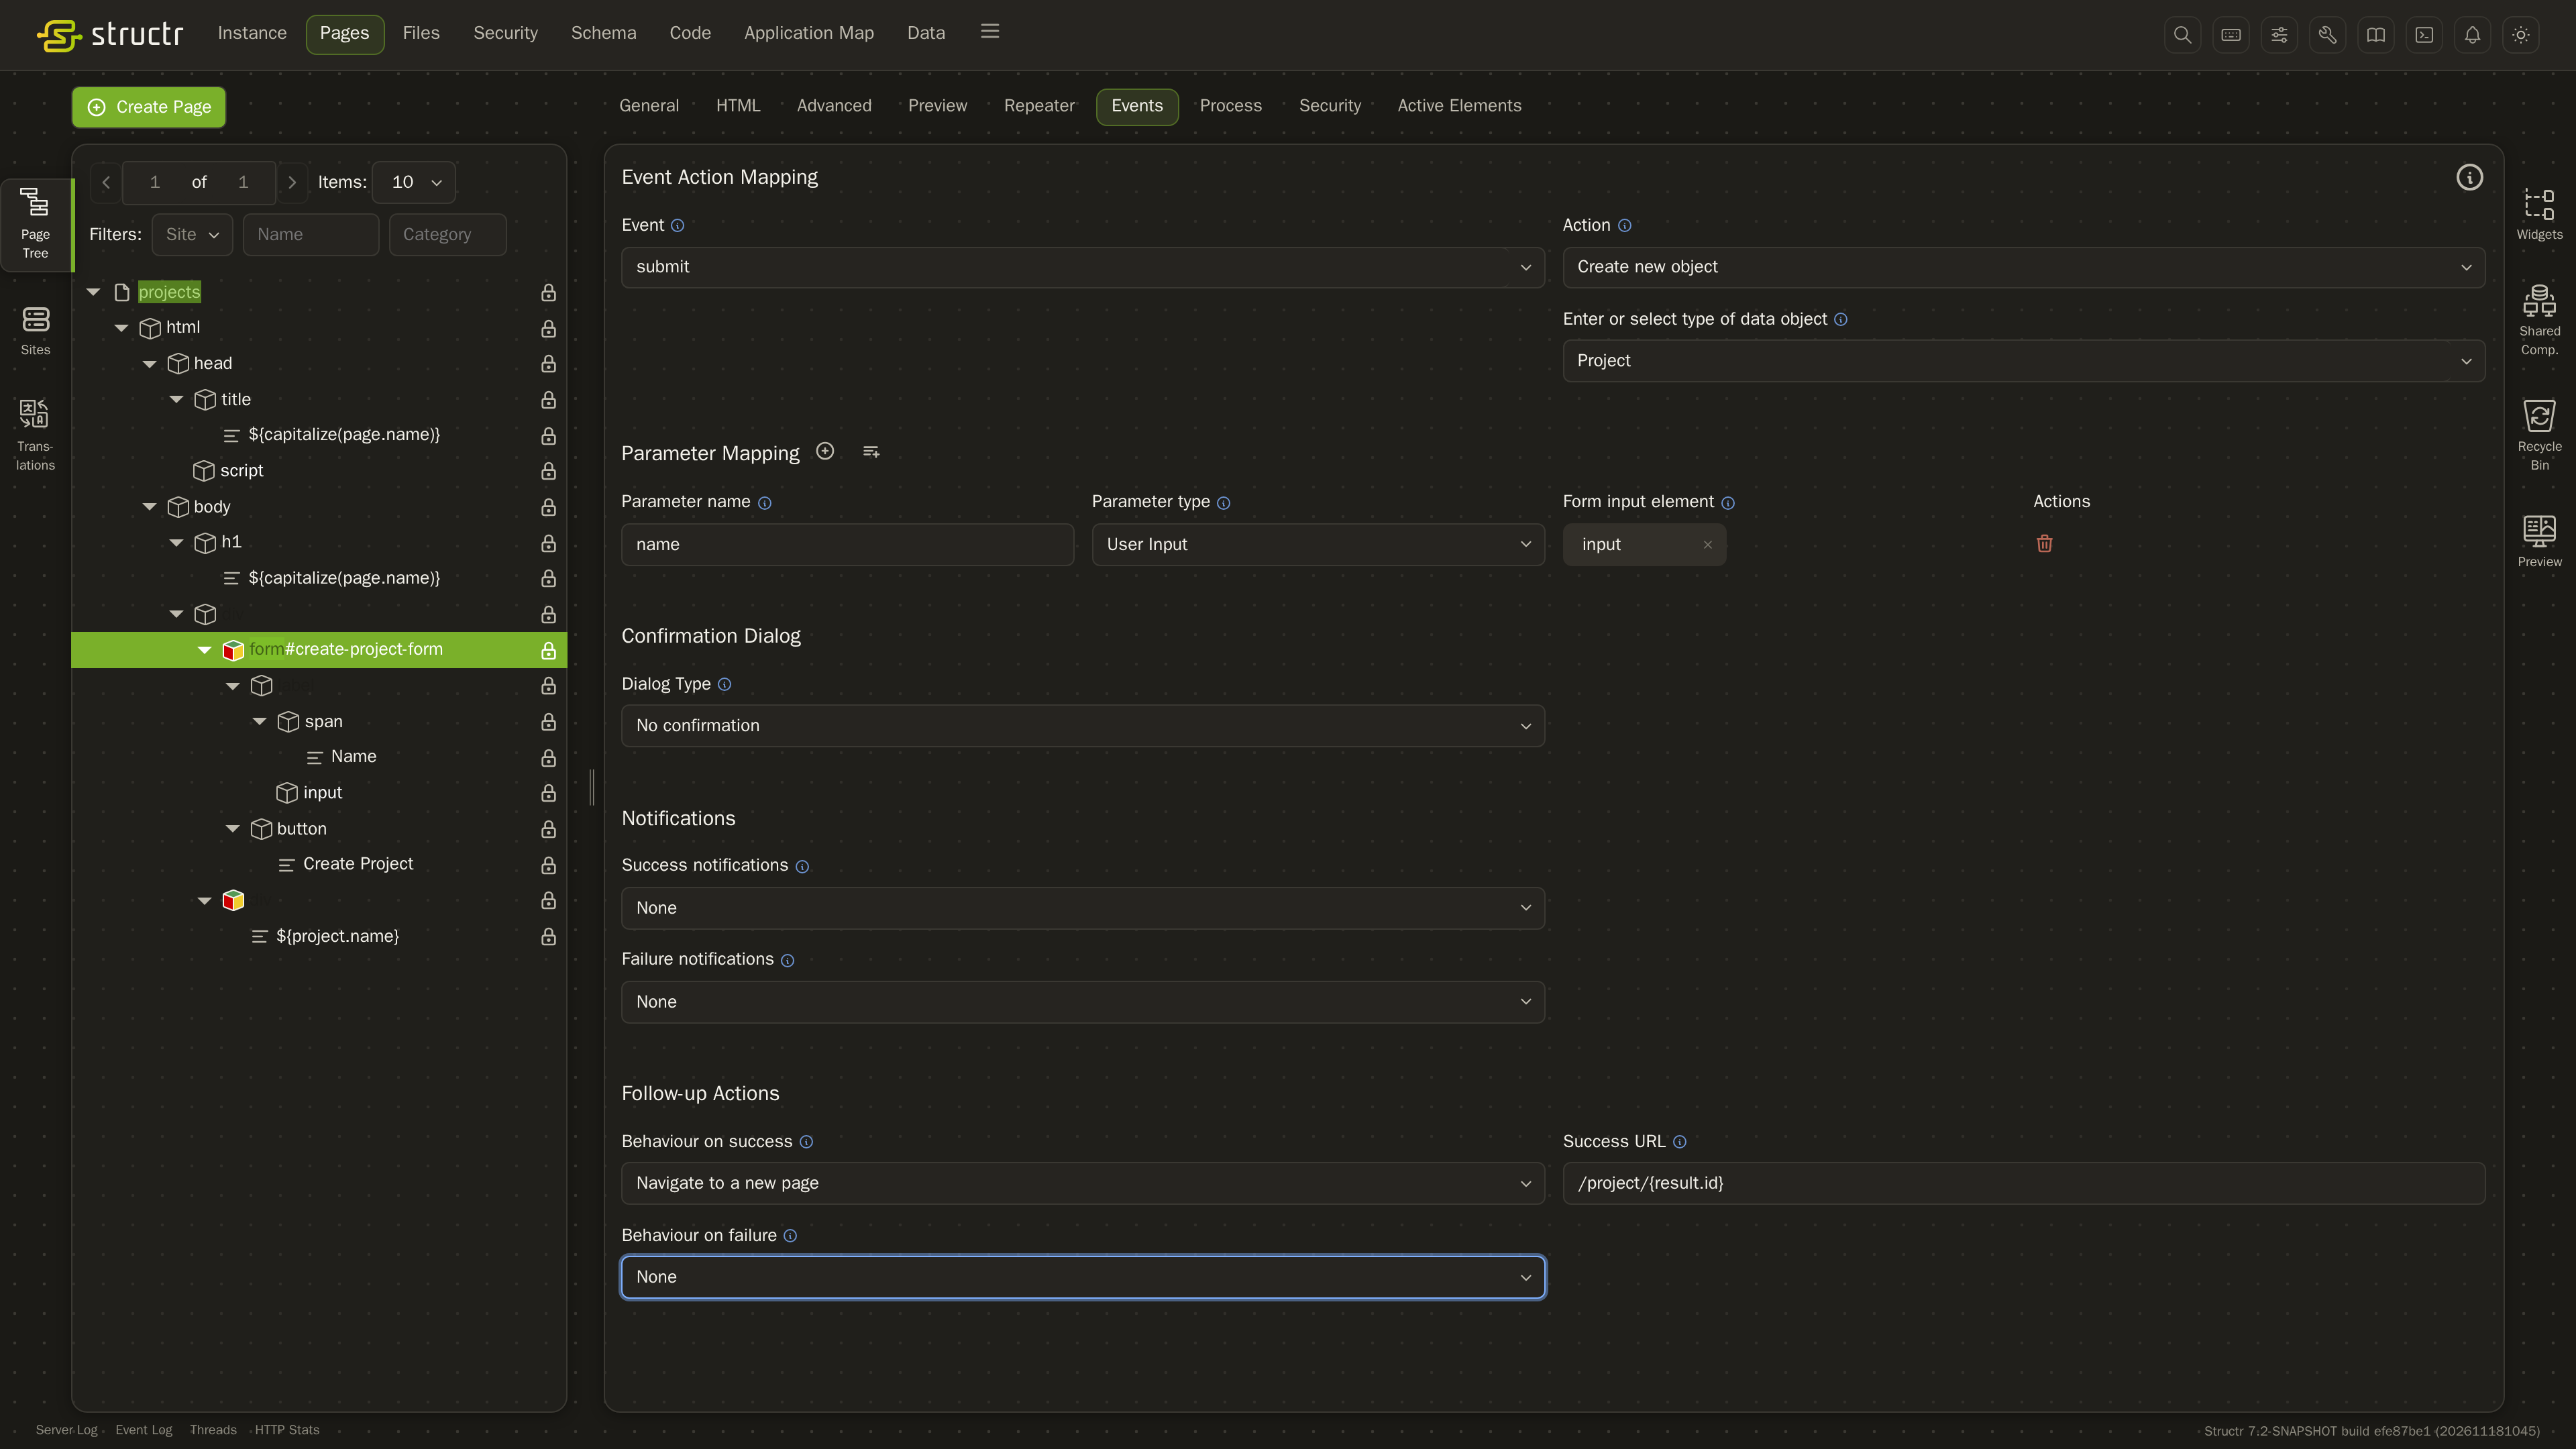 structr
Instance Pages Files Security Schema Code Application Map Data
Create Page
General HTML Advanced Preview Repeater Events Process Security Active Elements
Page Tree
Sites
Trans-
lations
1 of 1 Items: 10
Filters: Site Name Category
projects
html
head
title
${capitalize(page.name)}
script
body
h1
${capitalize(page.name)}
form#create-project-form
span
Name
input
button
Create Project
${project.name}
Event Action Mapping
Event
submit
Action
Create new object
Enter or select type of data object
Project
Parameter Mapping
Parameter name Parameter type Form input element Actions
name User Input input ×
Confirmation Dialog
Dialog Type
No confirmation
Notifications
Success notifications
None
Failure notifications
None
Follow-up Actions
Behaviour on success Success URL
Navigate to a new page /project/{result.id}
Behaviour on failure
None
Widgets
Shared
Comp.
Recycle
Bin
Preview
Server Log Event Log Threads HTTP Stats
Structr 7.2-SNAPSHOT build efe87be1 (202611181045)